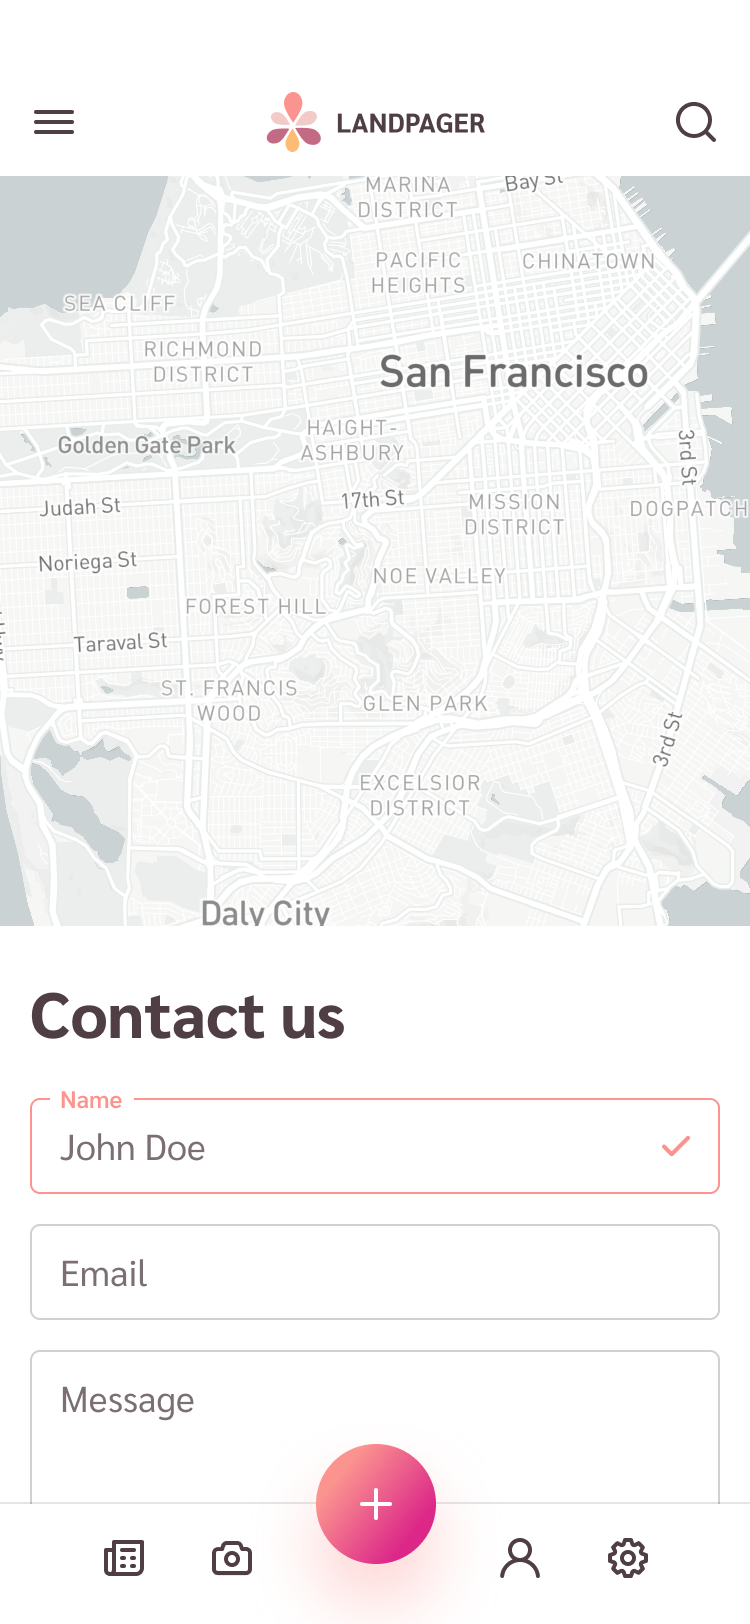 LANDPAGER
MARINA
DISTRICT
Bay St
PACIFIC
HEIGHTS
CHINATOWN
SEA CLIFF
RICHMOND
DISTRICT
San Francisco
HAIGHT-
ASHBURY
Golden Gate Park
3rd St
Judah St
17th St
MISSION
DISTRICT
DOGPATCH
Noriega St
NOE VALLEY
FOREST HILL
Taraval St
ST. FRANCIS
WOOD
GLEN PARK
3rd St
EXCELSIOR
DISTRICT
Daly City
Contact us
Name
John Doe
Email
Message